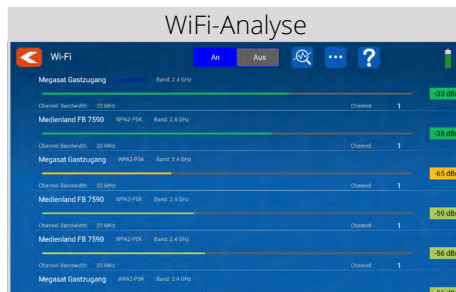 WiFi-Analyse
Wi-Fi An Aus ?
Megasat Gastzugang Band: 2.4 GHz
-33 dB
Channel Bandwidth: 20 MHz Channel: 1
Medienland FB 7590 WPA2-PSK Band: 2.4 GHz
-38 dB
Channel Bandwidth: 20 MHz Channel: 1
Megasat Gastzugang WPA2-PSK Band: 2.4 GHz
-65 dB
Channel Bandwidth: 20 MHz Channel: 1
Medienland FB 7590 WPA2-PSK Band: 2.4 GHz
-59 dB
Channel Bandwidth: 20 MHz Channel: 1
Medienland FB 7590 WPA2-PSK Band: 2.4 GHz
-56 dB
Channel Bandwidth: 20 MHz Channel: 1
Megasat Gastzugang WPA2-PSK Band: 2.4 GHz